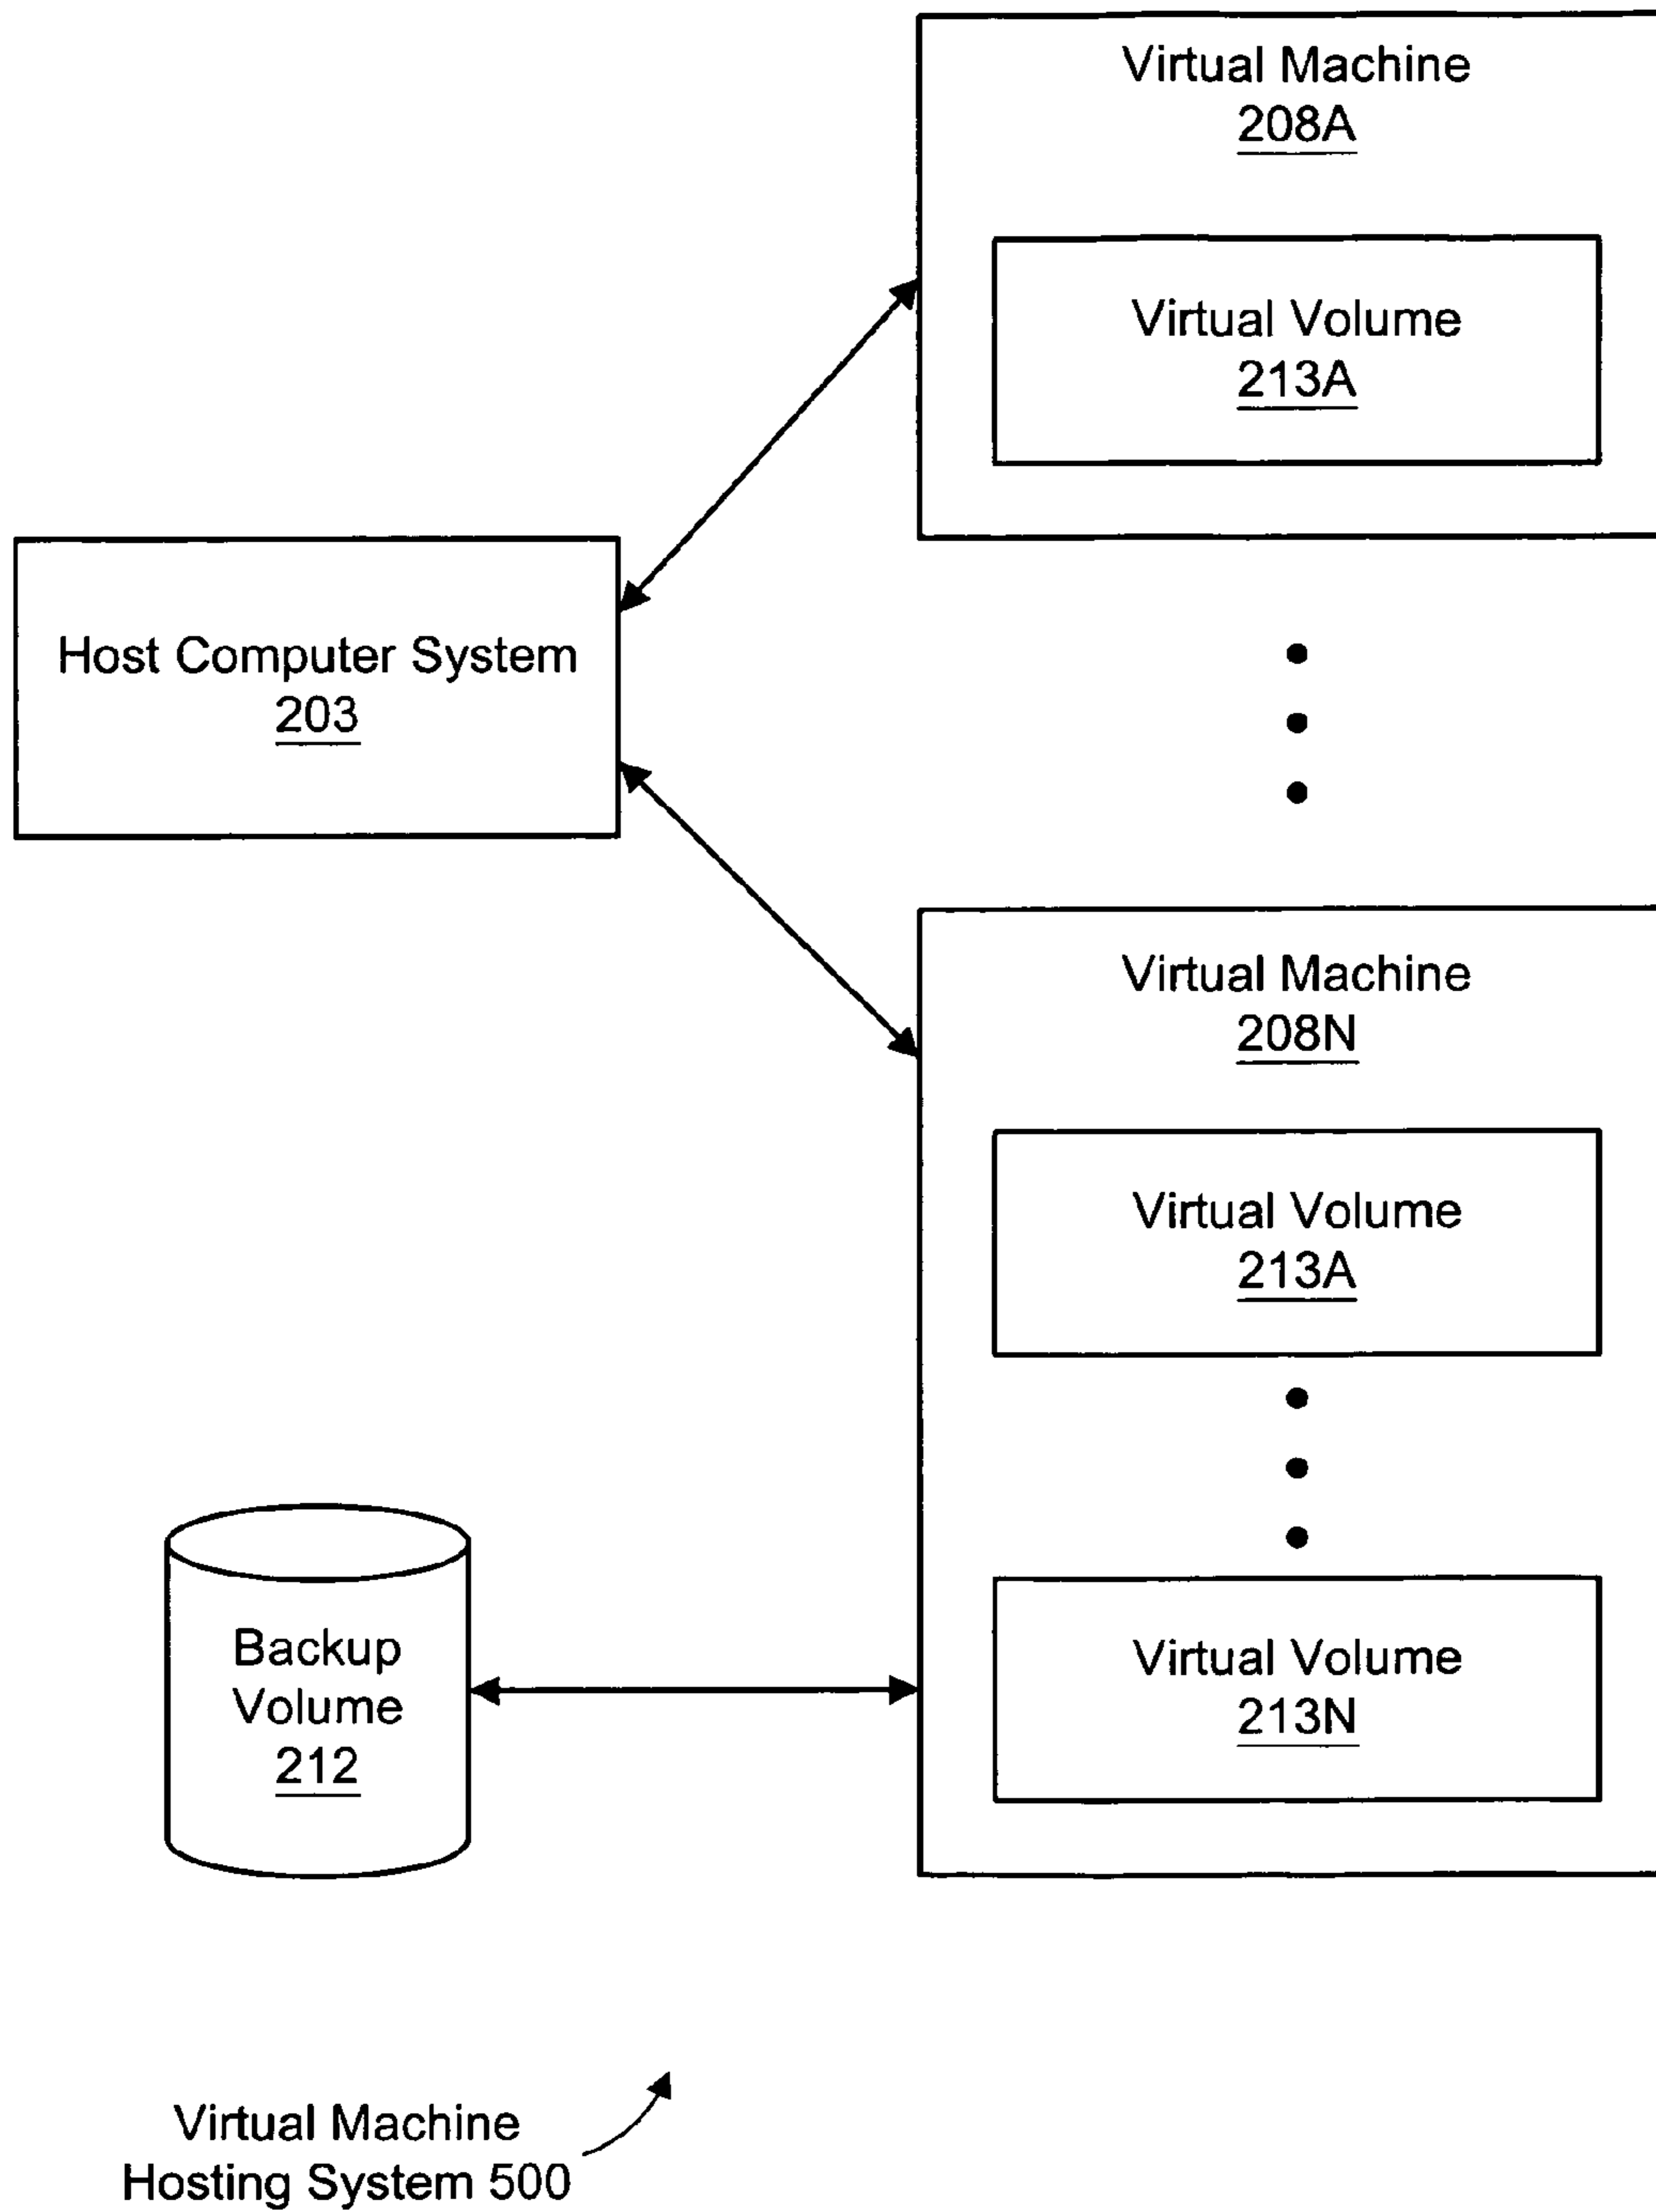 Virtual Machine
208A
Virtual Volume
213A
Host Computer System
203
Virtual Machine
208N
Virtual Volume
213A
Virtual Volume
213N
Backup
Volume
212
Virtual Machine
Hosting System 500